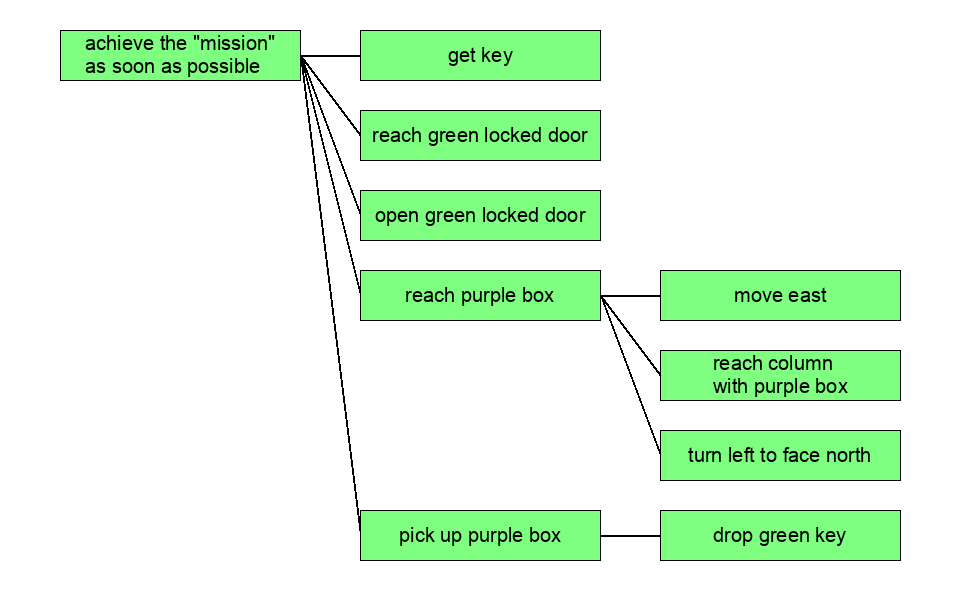 achieve the "mission"
as soon as possible
get key
reach green locked door
open green locked door
reach purple box
move east
reach column
with purple box
turn left to face north
pick up purple box
drop green key